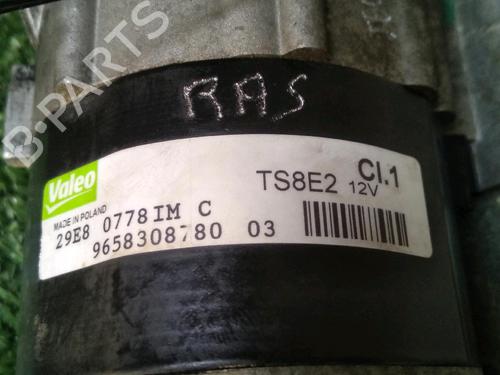 B-PARTS
RAS
Valeo
MADE IN POLAND
TS8E2 12V Cl.1
29E8 0778IM C
9658308780 03